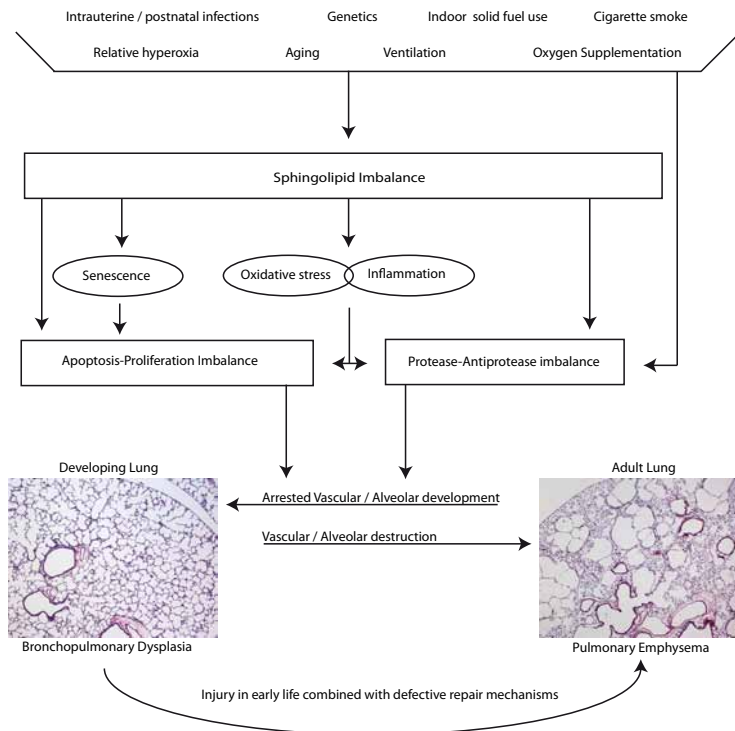 Intrauterine / postnatal infections Genetics Indoor solid fuel use Cigarette smoke
Relative hyperoxia Aging Ventilation Oxygen Supplementation
Sphingolipid Imbalance
Senescence Oxidative stress Inflammation
Apoptosis-Proliferation Imbalance Protease-Antiprotease imbalance
Developing Lung Adult Lung
Arrested Vascular / Alveolar development
Vascular / Alveolar destruction
Bronchopulmonary Dysplasia Pulmonary Emphysema
Injury in early life combined with defective repair mechanisms